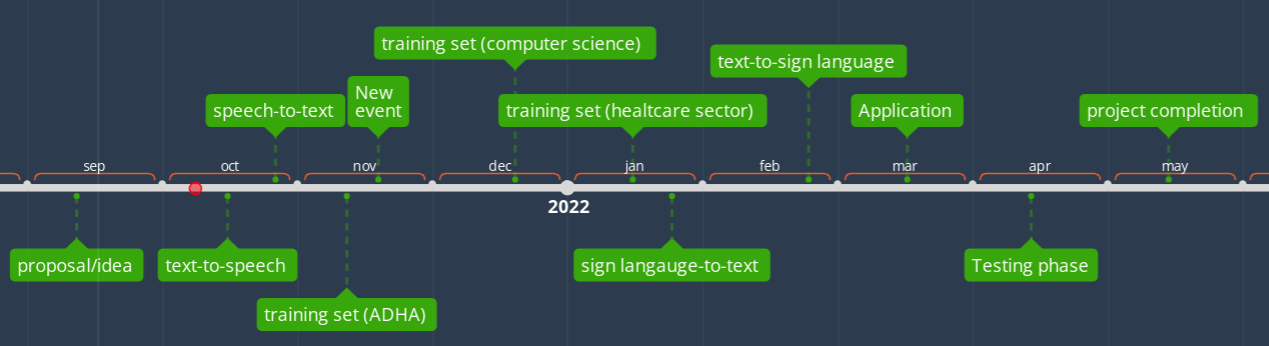 training set (computer science)
text-to-sign language
New
event
speech-to-text
training set (healtcare sector)
Application
project completion
sep
oct
nov
dec
jan
feb
mar
apr
may
2022
proposal/idea
text-to-speech
sign langauge-to-text
Testing phase
training set (ADHA)